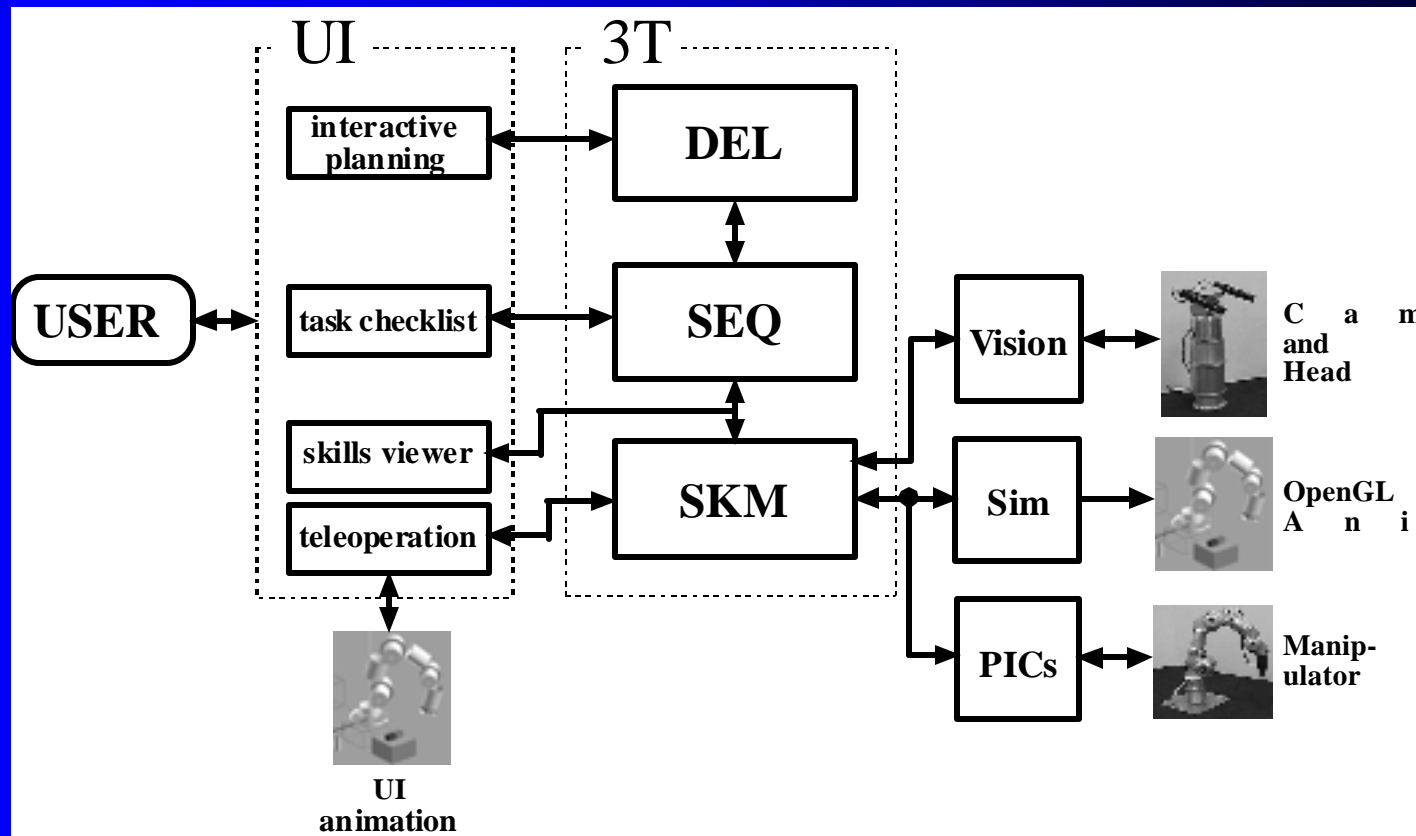 UI
3T
interactive
planning
DEL
USER
task checklist
SEQ
skills viewer
teleoperation
SKM
Vision
C a m
and
Head
Sim
OpenGL
A n i
PICs
Manip-
ulator
UI
animation